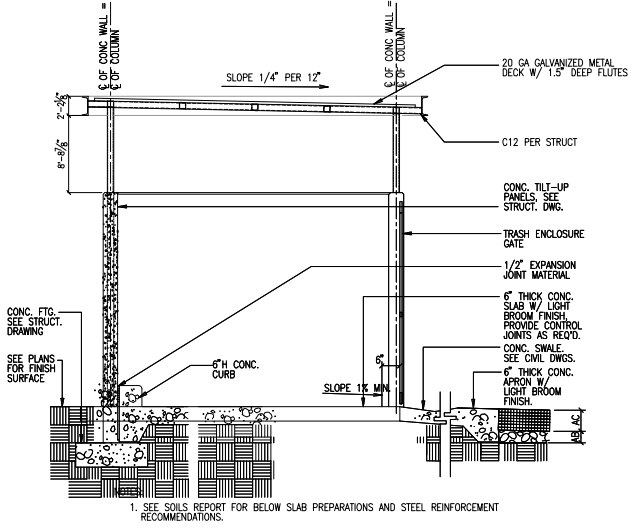 ℄ OF CONC WALL =
℄ OF COLUMN
℄ OF CONC WALL =
℄ OF COLUMN
SLOPE 1/4" PER 12"
20 GA GALVANIZED METAL
DECK W/ 1.5" DEEP FLUTES
C12 PER STRUCT
CONC. TILT-UP
PANELS, SEE
STRUCT. DWG.
TRASH ENCLOSURE
GATE
1/2" EXPANSION
JOINT MATERIAL
6" THICK CONC.
SLAB W/ LIGHT
BROOM FINISH,
PROVIDE CONTROL
JOINTS AS REQ'D.
CONC. SWALE.
SEE CIVIL DWGS.
6" THICK CONC.
APRON W/
LIGHT BROOM
FINISH.
CONC. FTG.
SEE STRUCT.
DRAWING
SEE PLANS
FOR FINISH
SURFACE
6"H CONC.
CURB
6"
SLOPE 1% MIN.
AC
AB
NOTES:
1. SEE SOILS REPORT FOR BELOW SLAB PREPARATIONS AND STEEL REINFORCEMENT
RECOMMENDATIONS.